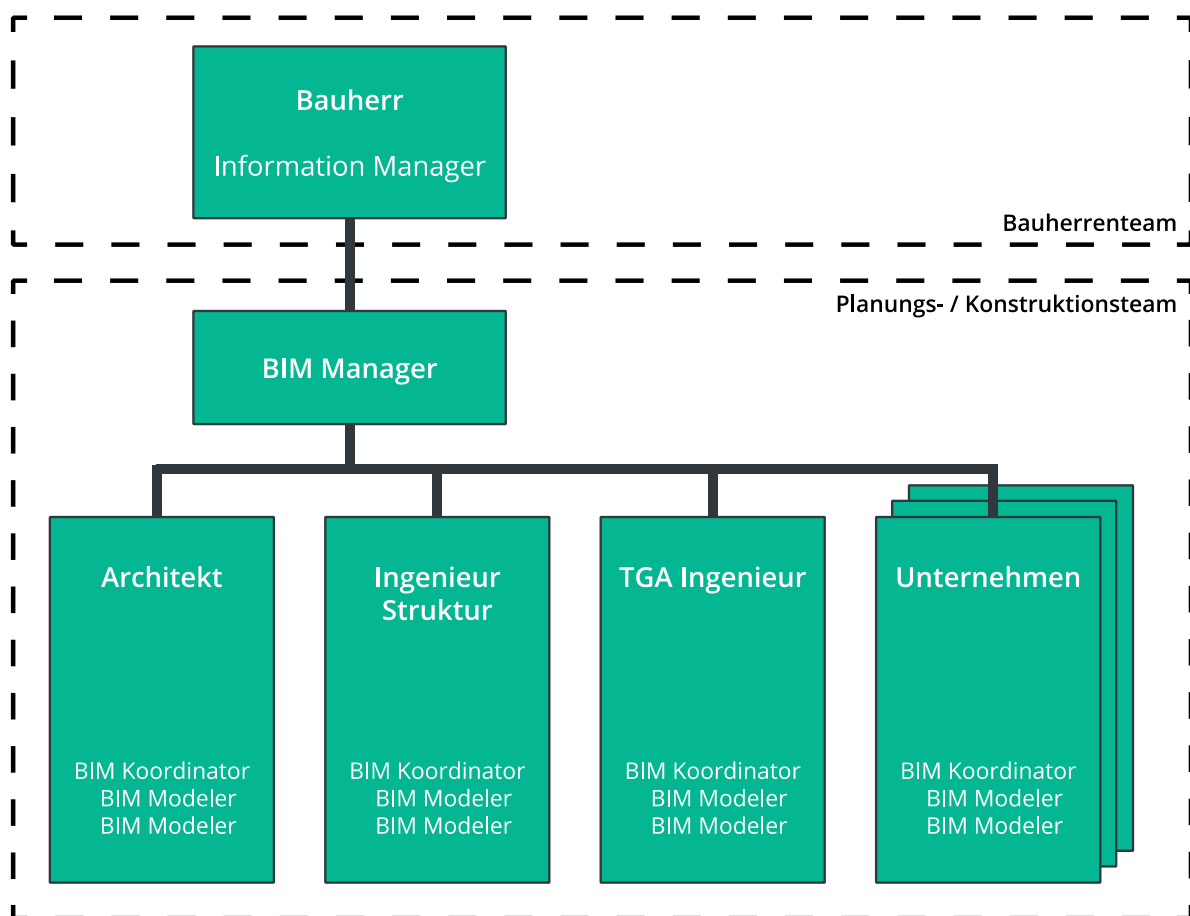 Bauherr
Information Manager
Bauherrenteam
Planungs- / Konstruktionsteam
BIM Manager
Architekt
BIM Koordinator
BIM Modeler
BIM Modeler
Ingenieur
Struktur
BIM Koordinator
BIM Modeler
BIM Modeler
TGA Ingenieur
BIM Koordinator
BIM Modeler
BIM Modeler
Unternehmen
BIM Koordinator
BIM Modeler
BIM Modeler